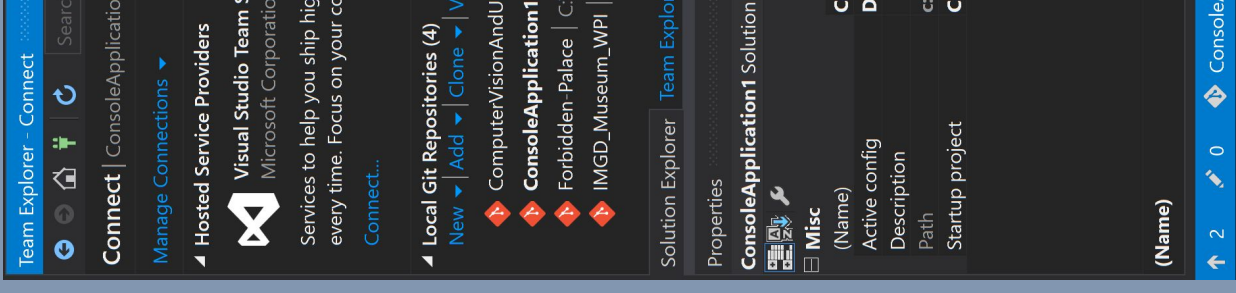 Team Explorer - Connect
Search
Connect | ConsoleApplication
Manage Connections
Hosted Service Providers
Visual Studio Team S
Microsoft Corporatio
Services to help you ship hig
every time. Focus on your co
Connect...
Local Git Repositories (4)
New | Add | Clone | V
ComputerVisionAndU
ConsoleApplication1
Forbidden-Palace | C:
IMGD_Museum_WPI |
Solution Explorer Team Explor
Properties
ConsoleApplication1 Solution
Misc
(Name) C
Active config D
Description
Path c:
Startup project C
(Name)
2 0 ConsoleA